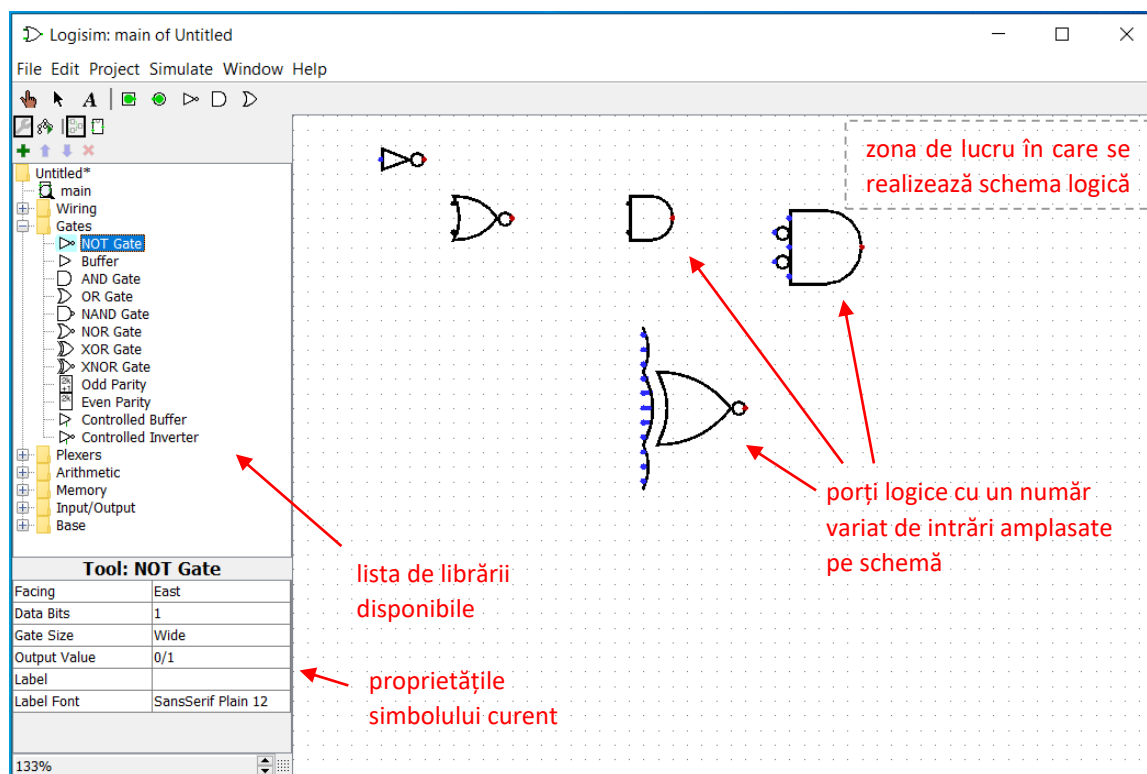 Logisim: main of Untitled
File Edit Project Simulate Window Help
A
Untitled*
main
Wiring
Gates
NOT Gate
Buffer
AND Gate
OR Gate
NAND Gate
NOR Gate
XOR Gate
XNOR Gate
Odd Parity
Even Parity
Controlled Buffer
Controlled Inverter
Plexers
Arithmetic
Memory
Input/Output
Base
Tool: NOT Gate
Facing East
Data Bits 1
Gate Size Wide
Output Value 0/1
Label
Label Font SansSerif Plain 12
133%
zona de lucru în care se
realizează schema logică
porți logice cu un număr
variat de intrări amplasate
pe schemă
lista de librării
disponibile
proprietățile
simbolului curent